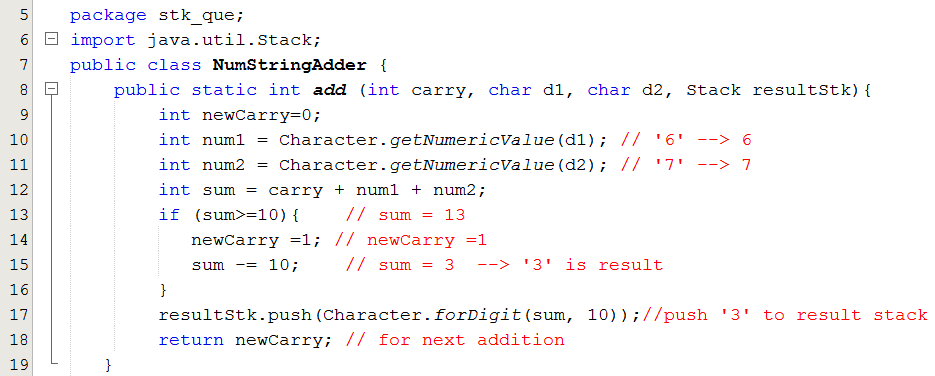 5 package stk_que;
6 import java.util.Stack;
7 public class NumStringAdder {
8 public static int add (int carry, char d1, char d2, Stack resultStk){
9 int newCarry=0;
10 int num1 = Character.getNumericValue(d1); // '6' --> 6
11 int num2 = Character.getNumericValue(d2); // '7' --> 7
12 int sum = carry + num1 + num2;
13 if (sum>=10){ // sum = 13
14 newCarry =1; // newCarry =1
15 sum -= 10; // sum = 3 --> '3' is result
16 }
17 resultStk.push(Character.forDigit(sum, 10));//push '3' to result stack
18 return newCarry; // for next addition
19 }